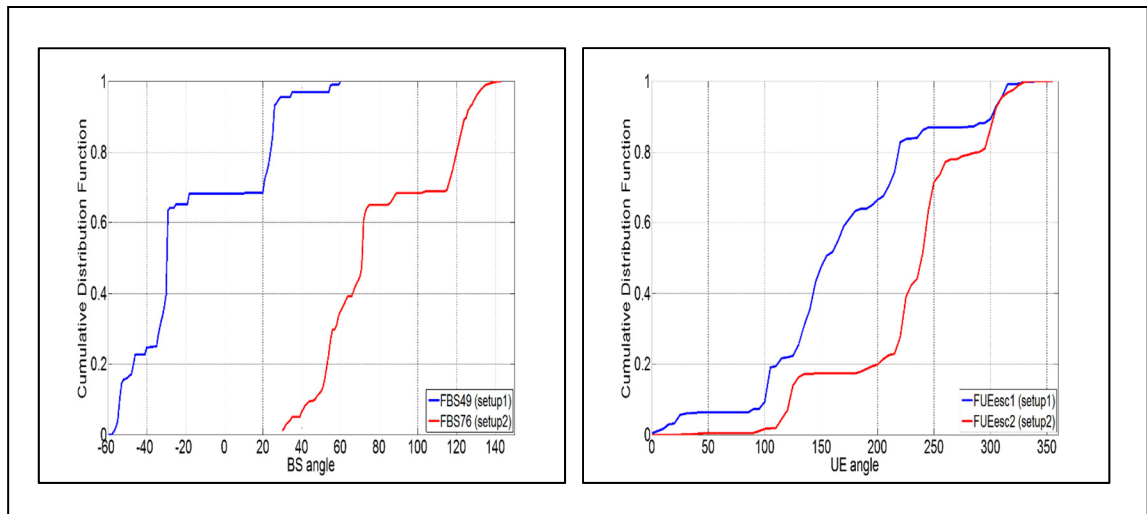 Cumulative Distribution Function
1
0.8
0.6
0.4
0.2
0
-60 -40 -20 0 20 40 60 80 100 120 140
BS angle
FBS49 (setup1)
FBS76 (setup2)
Cumulative Distribution Function
1
0.8
0.6
0.4
0.2
0
0 50 100 150 200 250 300 350
UE angle
FUEesc1 (setup1)
FUEesc2 (setup2)